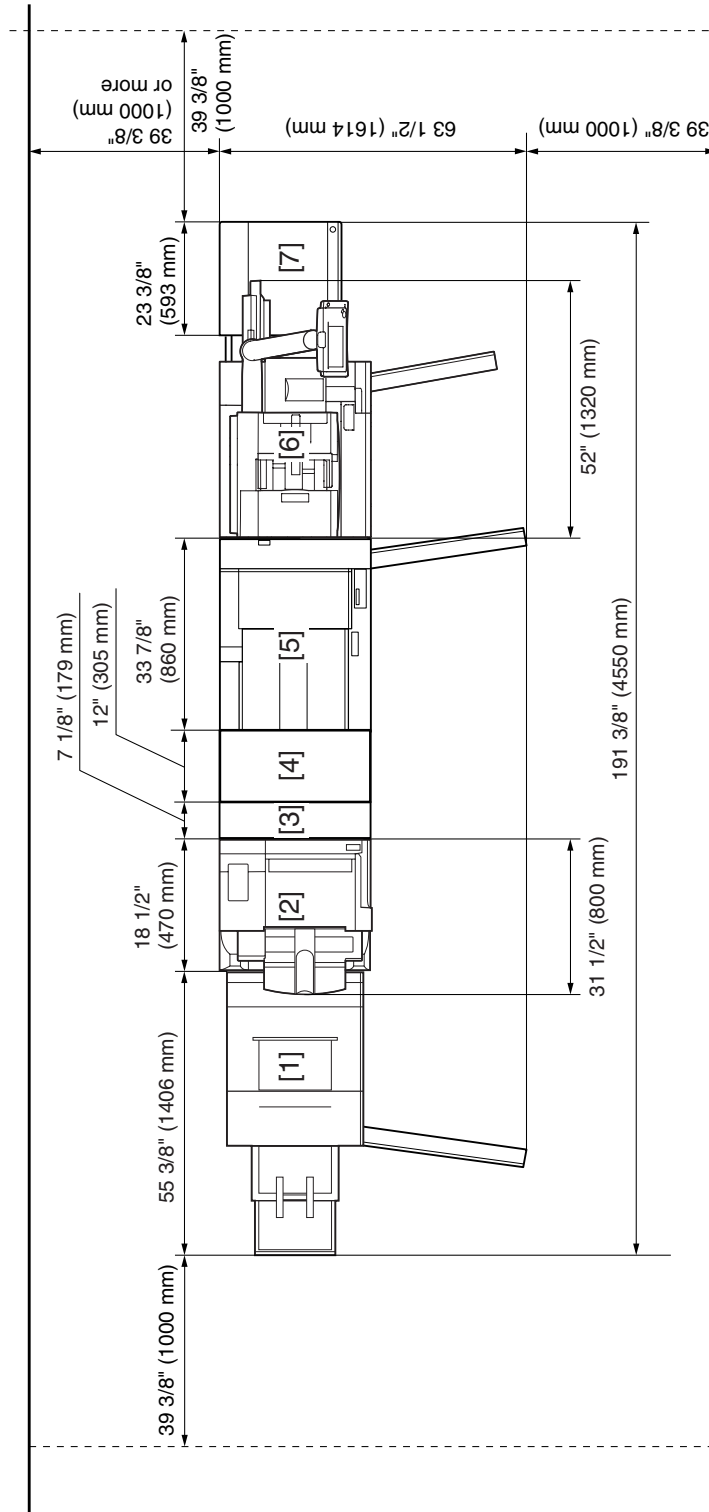 39 3/8"
(1000 mm)
or more
39 3/8"
(1000 mm)
63 1/2" (1614 mm)
39 3/8" (1000 mm)
23 3/8"
(593 mm)
[7]
52" (1320 mm)
[6]
33 7/8"
(860 mm)
12" (305 mm)
7 1/8" (179 mm)
[5]
[4]
[3]
191 3/8" (4550 mm)
18 1/2"
(470 mm)
[2]
31 1/2" (800 mm)
55 3/8" (1406 mm)
[1]
39 3/8" (1000 mm)